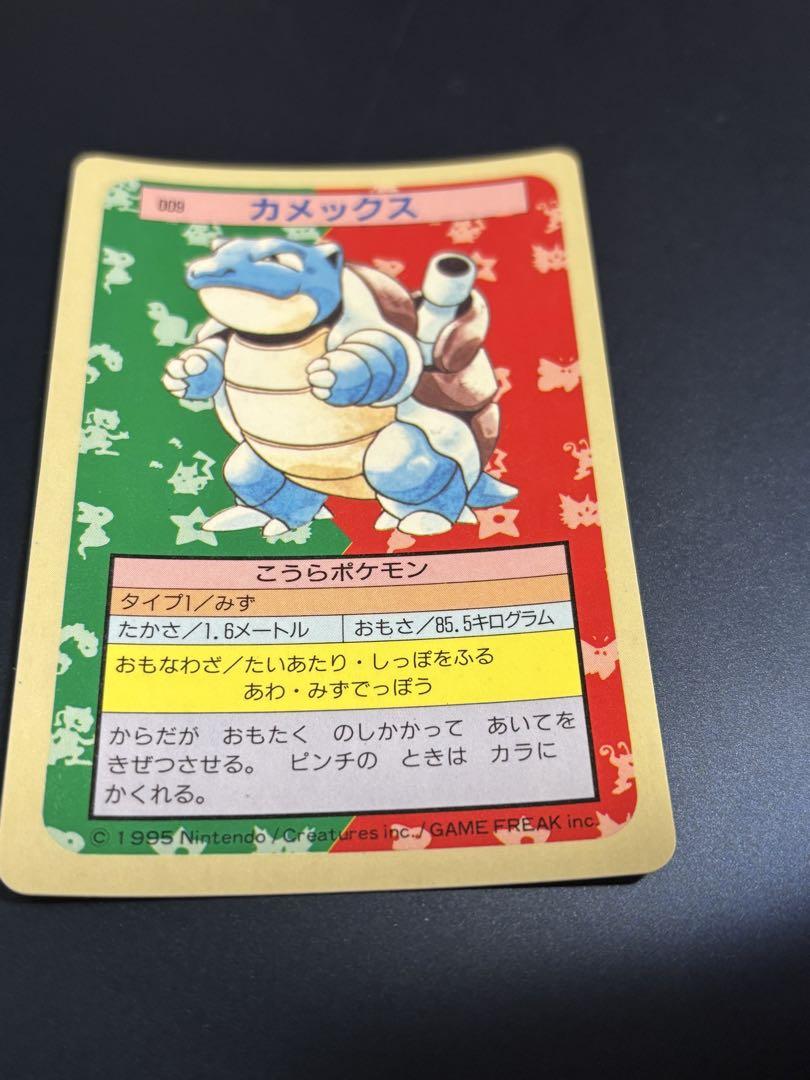 009 カメックス
こうらポケモン
タイプ1／みず
たかさ／1.6メートル おもさ／85.5キログラム
おもなわざ／たいあたり・しっぽをふる
あわ・みずでっぽう
からだが おもたく のしかかって あいてを
きぜつさせる。 ピンチの ときは カラに
かくれる。
© 1995 Nintendo/Creatures inc./GAME FREAK inc.